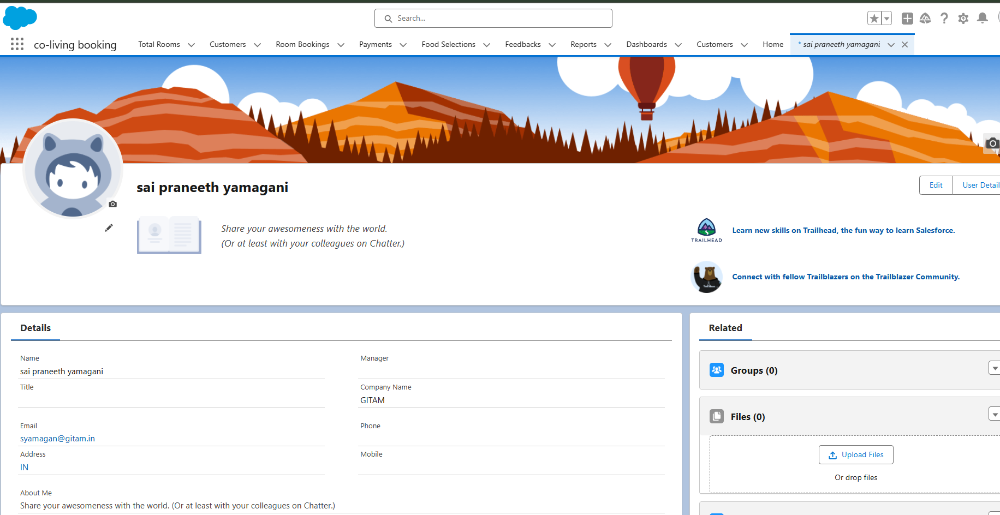 Search...
co-living booking
Total Rooms
Customers
Room Bookings
Payments
Food Selections
Feedbacks
Reports
Dashboards
Customers
Home
* sai praneeth yamagani
sai praneeth yamagani
Edit
User Detail
Share your awesomeness with the world.
(Or at least with your colleagues on Chatter.)
TRAILHEAD
Learn new skills on Trailhead, the fun way to learn Salesforce.
Connect with fellow Trailblazers on the Trailblazer Community.
Details
Name
sai praneeth yamagani
Manager
Title
Company Name
GITAM
Email
syamagan@gitam.in
Phone
Address
IN
Mobile
About Me
Share your awesomeness with the world. (Or at least with your colleagues on Chatter.)
Related
Groups (0)
Files (0)
Upload Files
Or drop files